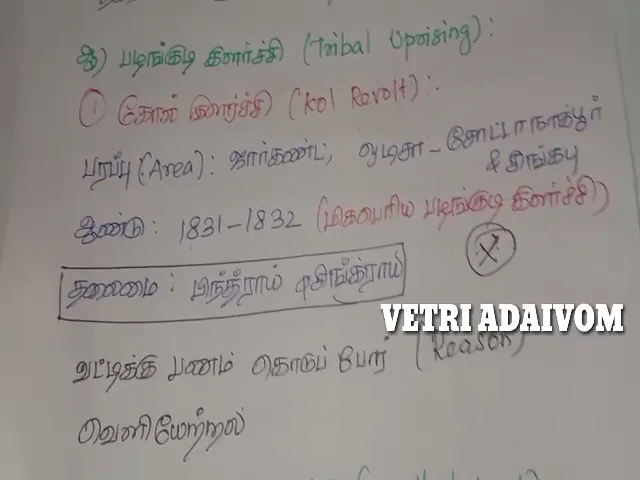 ஆ) பழங்குடி கிளர்ச்சி (Tribal Uprising):
① கோல் கிளர்ச்சி (Kol Revolt):
பரப்பு (Area): ஜார்கண்ட், ஒடிசா - சோட்டா நாக்பூர்
& சிங்கபு
ஆண்டு: 1831-1832 (மிகபெரிய பழங்குடி கிளர்ச்சி)
தலைமை: பிந்த்ராய் சிங்க்ராய்
VETRI ADAIVOM
வட்டிக்கு பணம் கொடுப் போர் (Reason)
வெளியேற்றல்